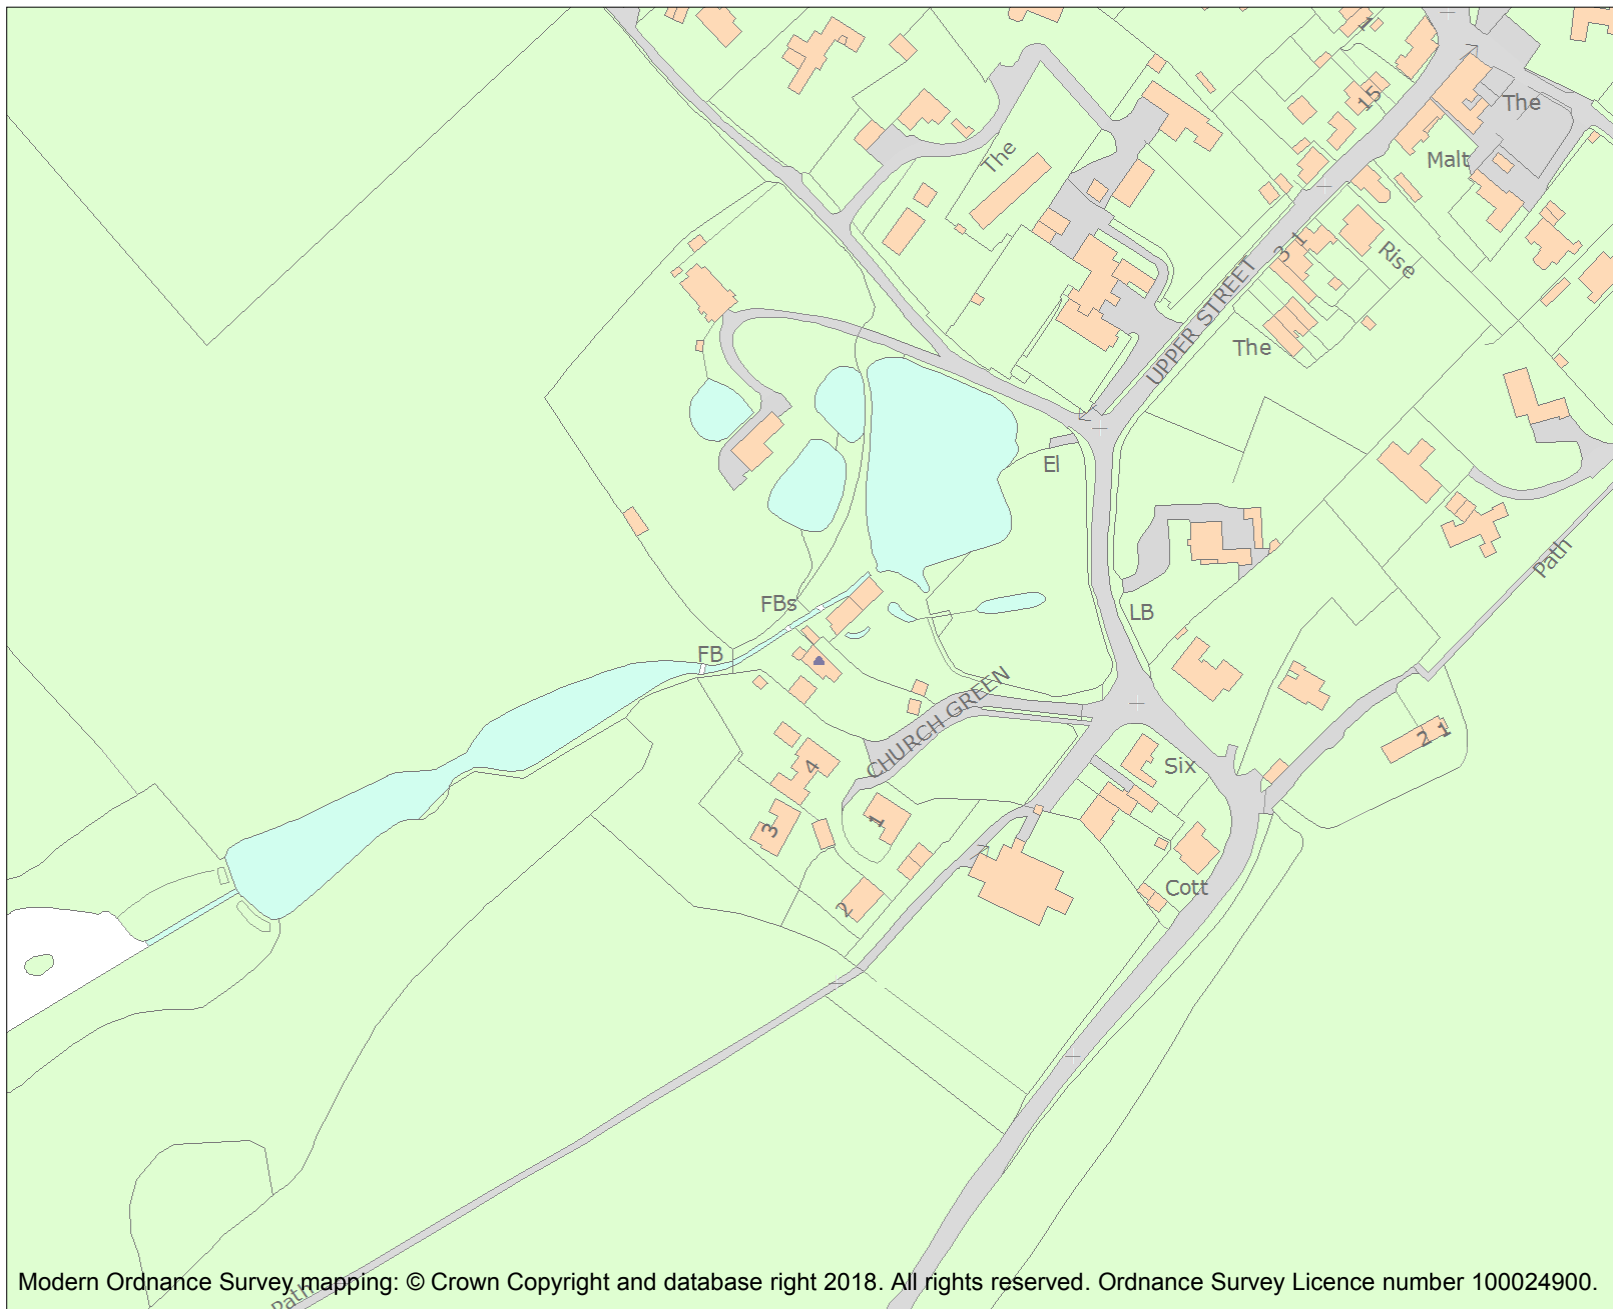 1
15
The
The
Malt
3 1
Rise
UPPER STREET
The
El
Path
FBs
LB
FB
CHURCH GREEN
2 1
4
Six
3
1
Cott
2
Path
Modern Ordnance Survey mapping: © Crown Copyright and database right 2018. All rights reserved. Ordnance Survey Licence number 100024900.